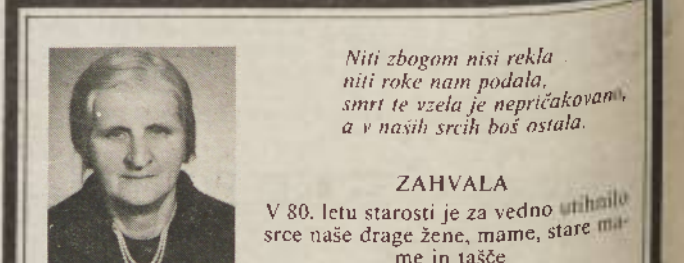 Niti zbogom nisi rekla
niti roke nam podala,
smrt te vzela je nepričakovano,
a v naših srcih boš ostala.
ZAHVALA
V 80. letu starosti je za vedno utihnilo
srce naše drage žene, mame, stare ma-
me in tašče